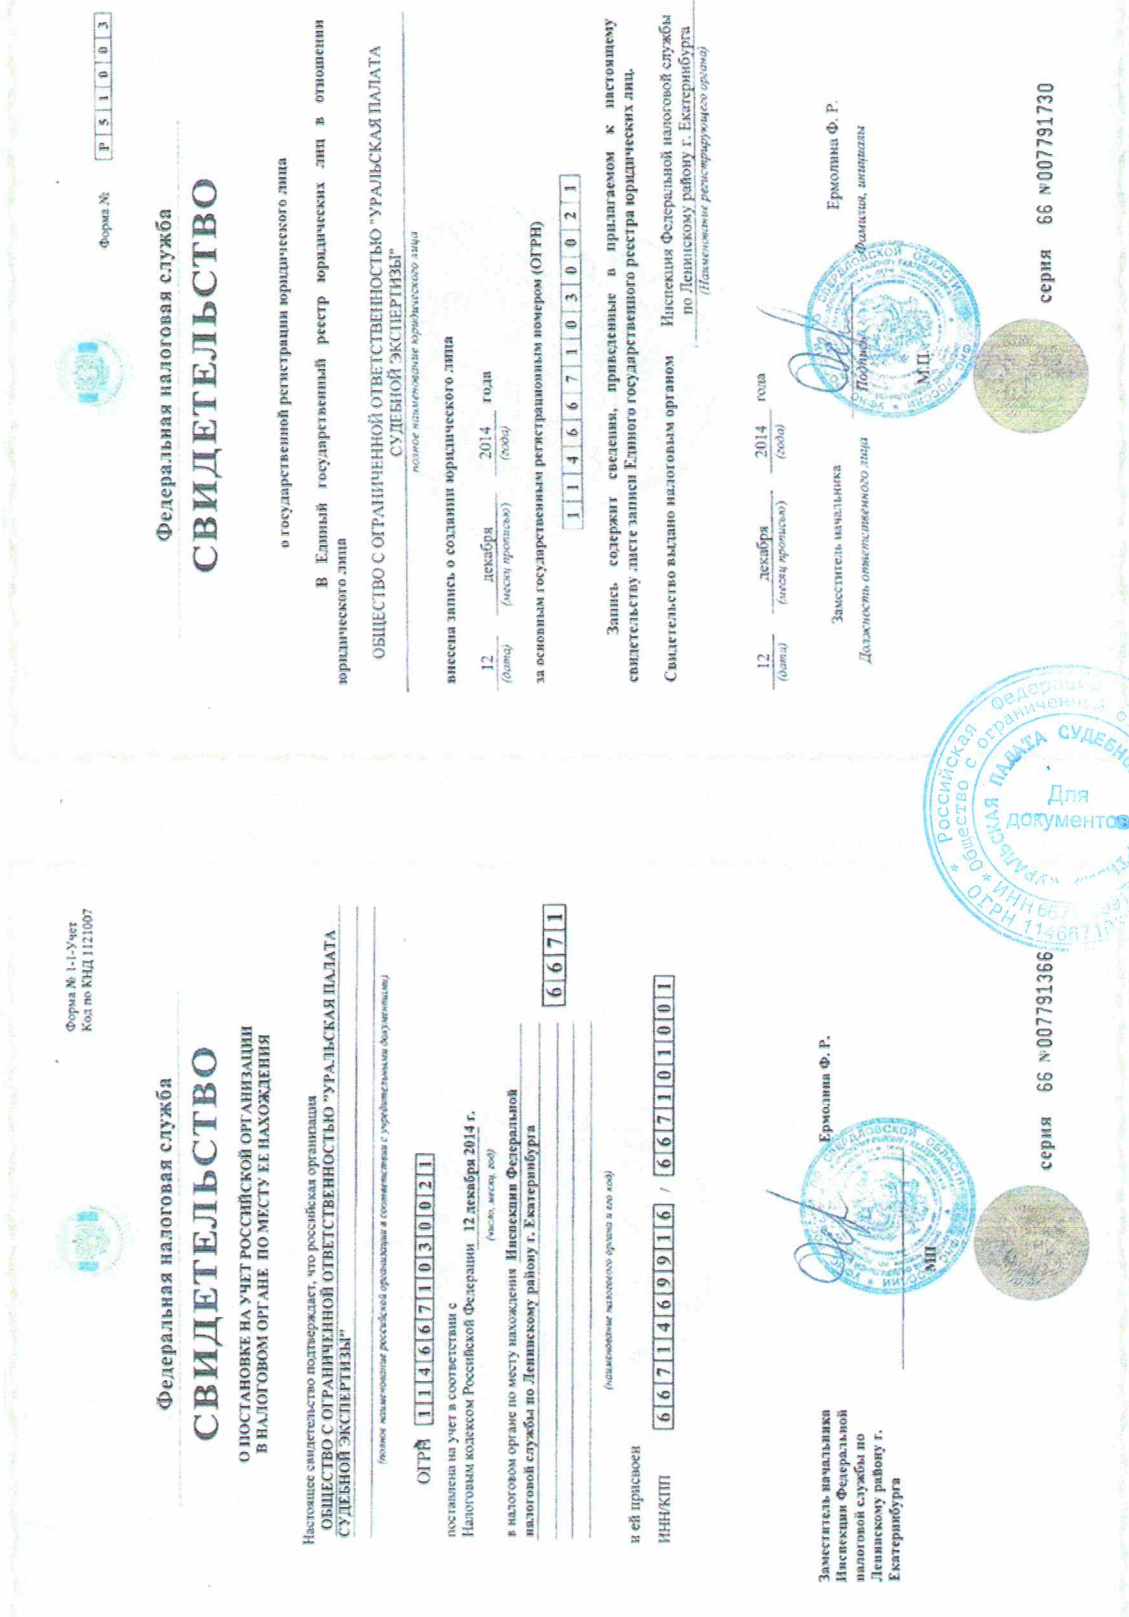 Форма № 1-1-Учет
Код по КНД 1121007
Федеральная налоговая служба
СВИДЕТЕЛЬСТВО
О ПОСТАНОВКЕ НА УЧЕТ РОССИЙСКОЙ ОРГАНИЗАЦИИ
В НАЛОГОВОМ ОРГАНЕ ПО МЕСТУ ЕЕ НАХОЖДЕНИЯ
Настоящее свидетельство подтверждает, что российская организация
ОБЩЕСТВО С ОГРАНИЧЕННОЙ ОТВЕТСТВЕННОСТЬЮ "УРАЛЬСКАЯ ПАЛАТА
СУДЕБНОЙ ЭКСПЕРТИЗЫ"
(полное наименование российской организации в соответствии с учредительными документами)
ОГРН 1146671030021
поставлена на учет в соответствии с
Налоговым кодексом Российской Федерации 12 декабря 2014 г.
(число, месяц, год)
в налоговом органе по месту нахождения Инспекции Федеральной
налоговой службы по Ленинскому району г. Екатеринбурга
6671
(наименование налогового органа и его код)
и ей присвоен
ИНН/КПП 6671469916 / 667101001
Заместитель начальника
Инспекции Федеральной
налоговой службы по
Ленинскому району г.
Екатеринбурга
Ермолина Ф. Р.
МП
серия 66 №007791366
Форма № Р51003
Федеральная налоговая служба
СВИДЕТЕЛЬСТВО
о государственной регистрации юридического лица
В Единый государственный реестр юридических лиц в отношении
юридического лица
ОБЩЕСТВО С ОГРАНИЧЕННОЙ ОТВЕТСТВЕННОСТЬЮ "УРАЛЬСКАЯ ПАЛАТА
СУДЕБНОЙ ЭКСПЕРТИЗЫ"
полное наименование юридического лица
внесена запись о создании юридического лица
12 декабря 2014 года
(дата) (месяц прописью) (года)
за основным государственным регистрационным номером (ОГРН)
1146671030021
Запись содержит сведения, приведенные в прилагаемом к настоящему
свидетельству листе записи Единого государственного реестра юридических лиц.
Свидетельство выдано налоговым органом Инспекция Федеральной налоговой службы
по Ленинскому району г. Екатеринбурга
(Наименование регистрирующего органа)
12 декабря 2014 года
(дата) (месяц прописью) (года)
Заместитель начальника Ермолина Ф. Р.
Должность ответственного лица Подпись Фамилия, инициалы
М.П.
серия 66 №007791730
Российская Федерация
Общество с ограниченной
УРАЛЬСКАЯ ПАЛАТА
Для
документов